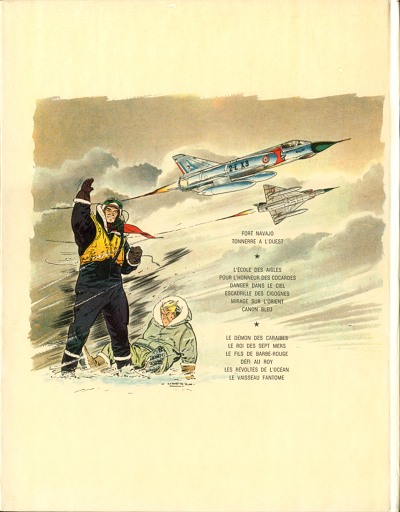 FORT NAVAJO
TONNERRE A L'OUEST
L'ÉCOLE DES AIGLES
POUR L'HONNEUR DES COCARDES
DANGER DANS LE CIEL
ESCADRILLE DES CIGOGNES
MIRAGE SUR L'ORIENT
CANON BLEU
LE DÉMON DES CARAIBES
LE ROI DES SEPT MERS
LE FILS DE BARBE-ROUGE
DÉFI AU ROY
LES RÉVOLTÉS DE L'OCÉAN
LE VAISSEAU FANTOME